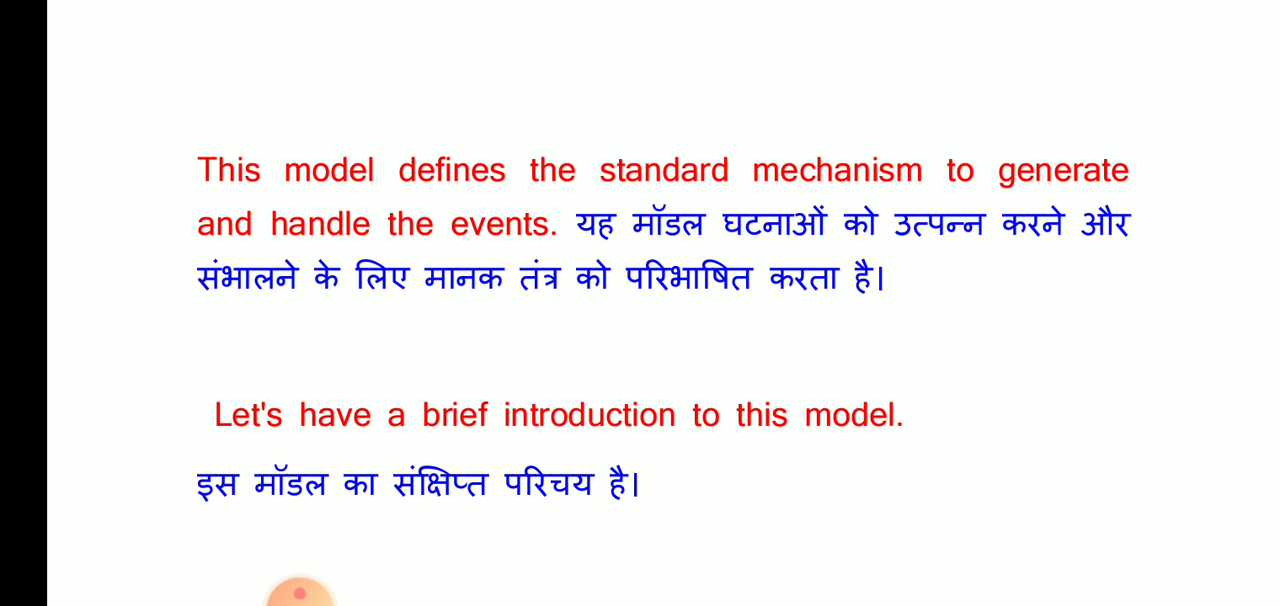 This model defines the standard mechanism to generate
and handle the events. यह मॉडल घटनाओं को उत्पन्न करने और
संभालने के लिए मानक तंत्र को परिभाषित करता है।
Let's have a brief introduction to this model.
इस मॉडल का संक्षिप्त परिचय है।